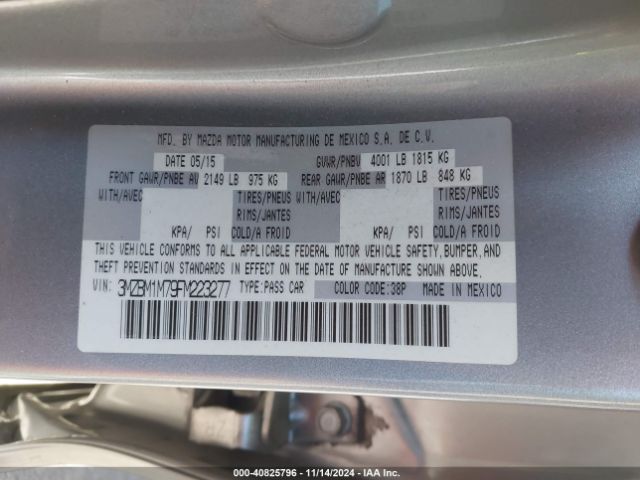 MFD. BY MAZDA MOTOR MANUFACTURING DE MEXICO S.A. DE C.V.
DATE 05/15 GVWR/PNBV 4001 LB 1815 KG
FRONT GAWR/PNBE AV 2149 LB 975 KG REAR GAWR/PNBE AR 1870 LB 848 KG
WITH/AVEC TIRES/PNEUS WITH/AVEC TIRES/PNEUS
RIMS/JANTES RIMS/JANTES
KPA/ PSI COLD/A FROID KPA/ PSI COLD/A FROID
THIS VEHICLE CONFORMS TO ALL APPLICABLE FEDERAL MOTOR VEHICLE SAFETY, BUMPER, AND
THEFT PREVENTION STANDARDS IN EFFECT ON THE DATE OF MANUFACTURE SHOWN ABOVE.
VIN: 3MZBM1M79FM223277 TYPE:PASS CAR COLOR CODE:38P MADE IN MEXICO
000-40825796 - 11/14/2024 - IAA Inc.